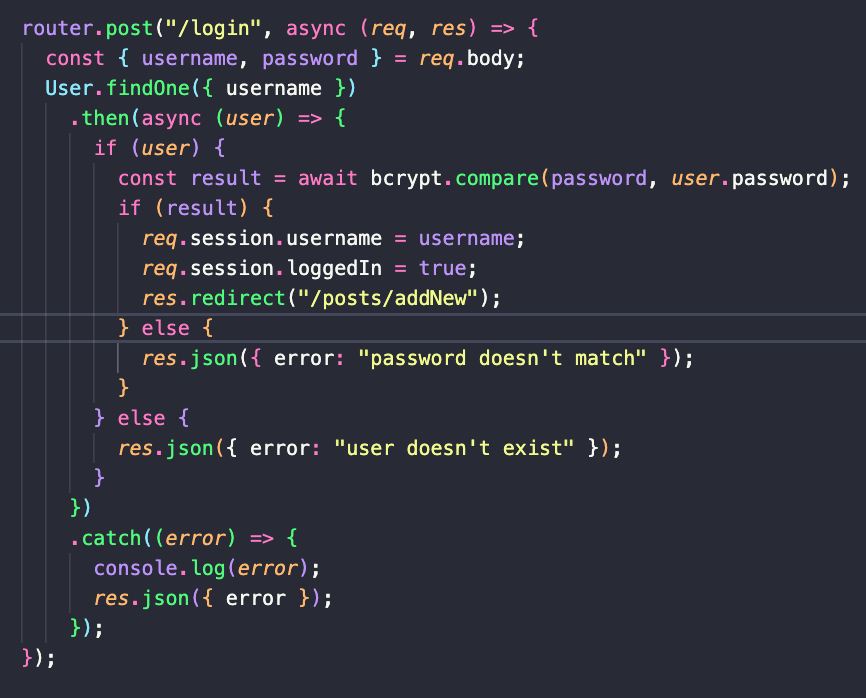 router.post("/login", async (req, res) => {
  const { username, password } = req.body;
  User.findOne({ username })
    .then(async (user) => {
      if (user) {
        const result = await bcrypt.compare(password, user.password);
        if (result) {
          req.session.username = username;
          req.session.loggedIn = true;
          res.redirect("/posts/addNew");
        } else {
          res.json({ error: "password doesn't match" });
        }
      } else {
        res.json({ error: "user doesn't exist" });
      }
    })
    .catch((error) => {
      console.log(error);
      res.json({ error });
    });
});